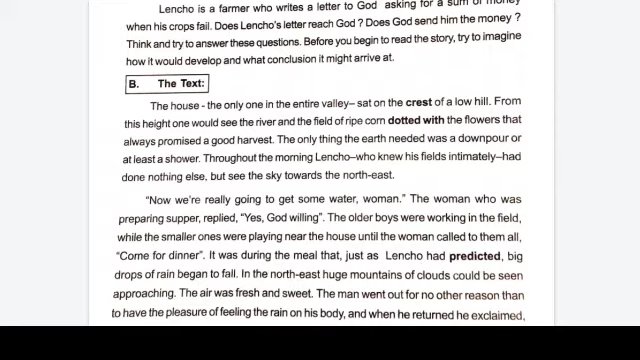 Lencho is a farmer who writes a letter to God asking for a sum of money
when his crops fail. Does Lencho's letter reach God ? Does God send him the money ?
Think and try to answer these questions. Before you begin to read the story, try to imagine
how it would develop and what conclusion it might arrive at.
B. The Text:
The house - the only one in the entire valley– sat on the crest of a low hill. From
this height one would see the river and the field of ripe corn dotted with the flowers that
always promised a good harvest. The only thing the earth needed was a downpour or
at least a shower. Throughout the morning Lencho–who knew his fields intimately–had
done nothing else, but see the sky towards the north-east.
“Now we're really going to get some water, woman.” The woman who was
preparing supper, replied, “Yes, God willing”. The older boys were working in the field,
while the smaller ones were playing near the house until the woman called to them all,
“Come for dinner”. It was during the meal that, just as Lencho had predicted, big
drops of rain began to fall. In the north-east huge mountains of clouds could be seen
approaching. The air was fresh and sweet. The man went out for no other reason than
to have the pleasure of feeling the rain on his body, and when he returned he exclaimed,